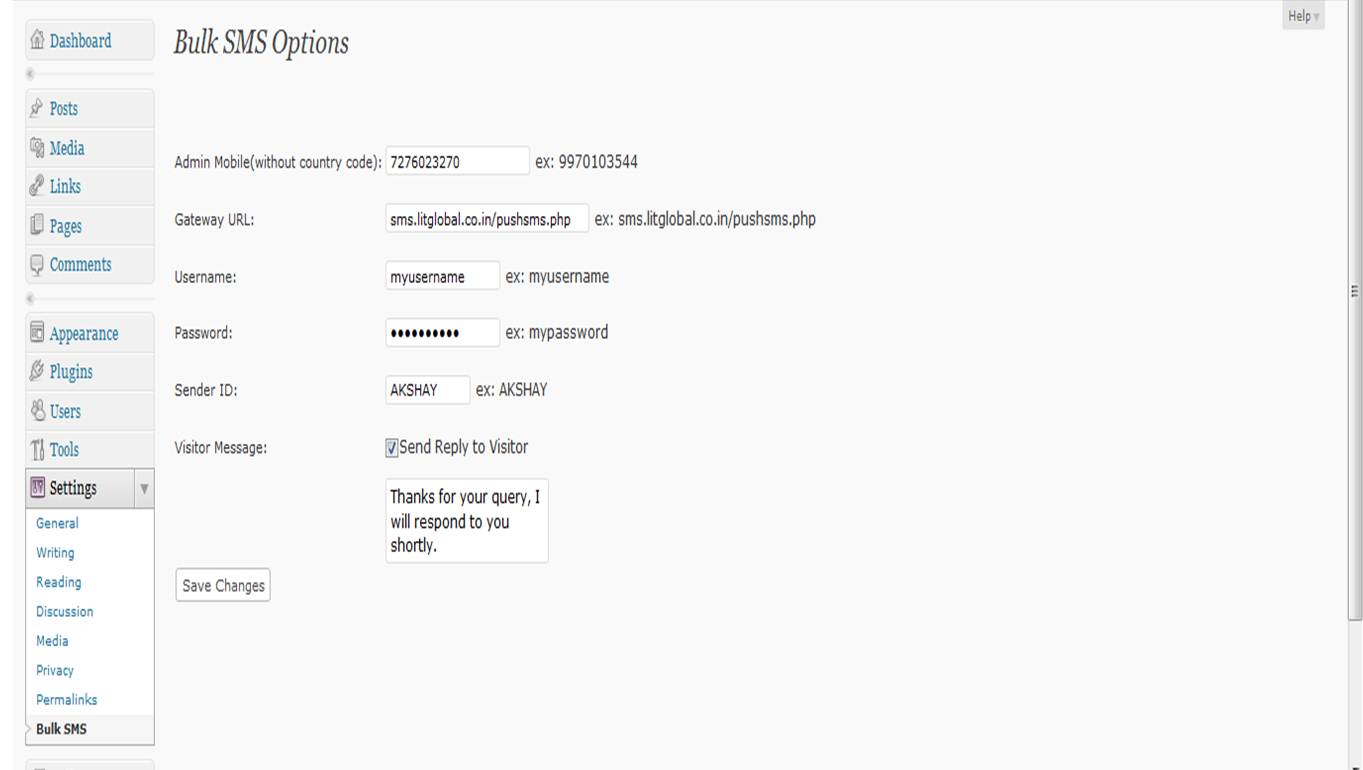 Help
Dashboard
Bulk SMS Options
Posts
Media
Links
Pages
Comments
Appearance
Plugins
Users
Tools
Settings
General
Writing
Reading
Discussion
Media
Privacy
Permalinks
Bulk SMS
Admin Mobile(without country code): 7276023270 ex: 9970103544
Gateway URL: sms.litglobal.co.in/pushsms.php ex: sms.litglobal.co.in/pushsms.php
Username: myusername ex: myusername
Password: •••••••••• ex: mypassword
Sender ID: AKSHAY ex: AKSHAY
Visitor Message: Send Reply to Visitor
Thanks for your query, I
will respond to you
shortly.
Save Changes